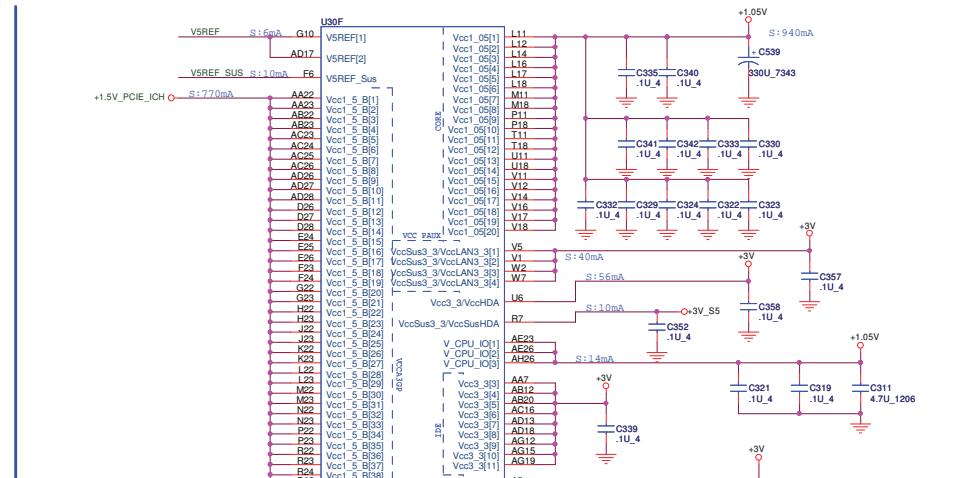 U30F
V5REF S:6mA G10 V5REF[1]
AD17 V5REF[2]
V5REF_SUS S:10mA F6 V5REF_Sus
+1.5V_PCIE_ICH S:770mA
AA22 Vcc1_5_B[1]
AA23 Vcc1_5_B[2]
AB22 Vcc1_5_B[3]
AB23 Vcc1_5_B[4]
AC23 Vcc1_5_B[5]
AC24 Vcc1_5_B[6]
AC25 Vcc1_5_B[7]
AC26 Vcc1_5_B[8]
AD26 Vcc1_5_B[9]
AD27 Vcc1_5_B[10]
AD28 Vcc1_5_B[11]
D26 Vcc1_5_B[12]
D27 Vcc1_5_B[13]
D28 Vcc1_5_B[14]
E24 Vcc1_5_B[15]
E25 Vcc1_5_B[16]
E26 Vcc1_5_B[17]
F23 Vcc1_5_B[18]
F24 Vcc1_5_B[19]
G22 Vcc1_5_B[20]
G23 Vcc1_5_B[21]
H22 Vcc1_5_B[22]
H23 Vcc1_5_B[23]
J22 Vcc1_5_B[24]
J23 Vcc1_5_B[25]
K22 Vcc1_5_B[26]
K23 Vcc1_5_B[27]
L22 Vcc1_5_B[28]
L23 Vcc1_5_B[29]
M22 Vcc1_5_B[30]
M23 Vcc1_5_B[31]
N22 Vcc1_5_B[32]
N23 Vcc1_5_B[33]
P22 Vcc1_5_B[34]
P23 Vcc1_5_B[35]
R22 Vcc1_5_B[36]
R23 Vcc1_5_B[37]
R24 Vcc1_5_B[38]
CORE
VCC PAUX
VCCA3GP
IDE
Vcc1_05[1] L11
Vcc1_05[2] L12
Vcc1_05[3] L14
Vcc1_05[4] L16
Vcc1_05[5] L17
Vcc1_05[6] L18
Vcc1_05[7] M11
Vcc1_05[8] M18
Vcc1_05[9] P11
Vcc1_05[10] P18
Vcc1_05[11] T11
Vcc1_05[12] T18
Vcc1_05[13] U11
Vcc1_05[14] U18
Vcc1_05[15] V11
Vcc1_05[16] V12
Vcc1_05[17] V14
Vcc1_05[18] V16
Vcc1_05[19] V17
Vcc1_05[20] V18
VccSus3_3/VccLAN3_3[1] V5
VccSus3_3/VccLAN3_3[2] V1
VccSus3_3/VccLAN3_3[3] W2
VccSus3_3/VccLAN3_3[4] W7
Vcc3_3/VccHDA U6
VccSus3_3/VccSusHDA R7
V_CPU_IO[1] AE23
V_CPU_IO[2] AE26
V_CPU_IO[3] AH26
Vcc3_3[3] AA7
Vcc3_3[4] AB12
Vcc3_3[5] AB20
Vcc3_3[6] AC16
Vcc3_3[7] AD13
Vcc3_3[8] AD18
Vcc3_3[9] AG12
Vcc3_3[10] AG15
Vcc3_3[11] AG19
+1.05V
S:940mA
C335 .1U_4
C340 .1U_4
+ C539
330U_7343
C341 .1U_4
C342 .1U_4
C333 .1U_4
C330 .1U_4
C332 .1U_4
C329 .1U_4
C324 .1U_4
C322 .1U_4
C323 .1U_4
+3V
S:40mA
C357
.1U_4
+3V
S:56mA
C358
.1U_4
S:10mA
+3V_S5
C352
.1U_4
+1.05V
S:14mA
C321 .1U_4
C319 .1U_4
C311 4.7U_1206
+3V
C339
.1U_4
+3V